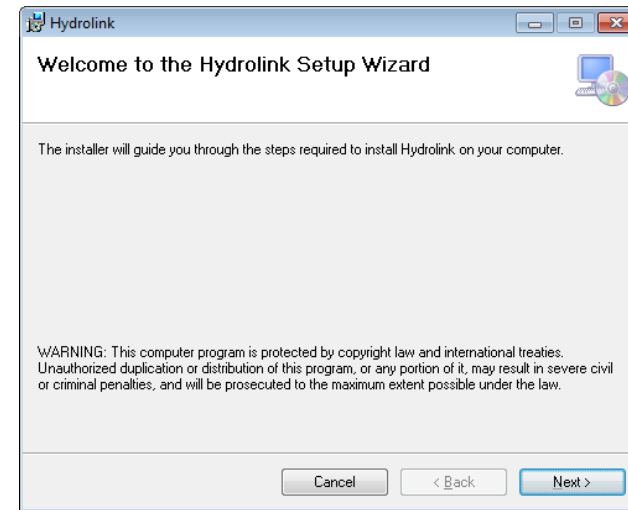 Hydrolink
Welcome to the Hydrolink Setup Wizard
The installer will guide you through the steps required to install Hydrolink on your computer.
WARNING: This computer program is protected by copyright law and international treaties.
Unauthorized duplication or distribution of this program, or any portion of it, may result in severe civil
or criminal penalties, and will be prosecuted to the maximum extent possible under the law.
Cancel < Back Next >